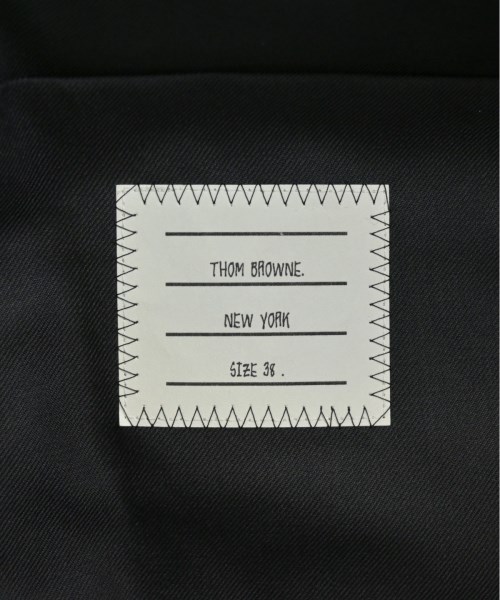 THOM BROWNE.
NEW YORK
SIZE 38 .